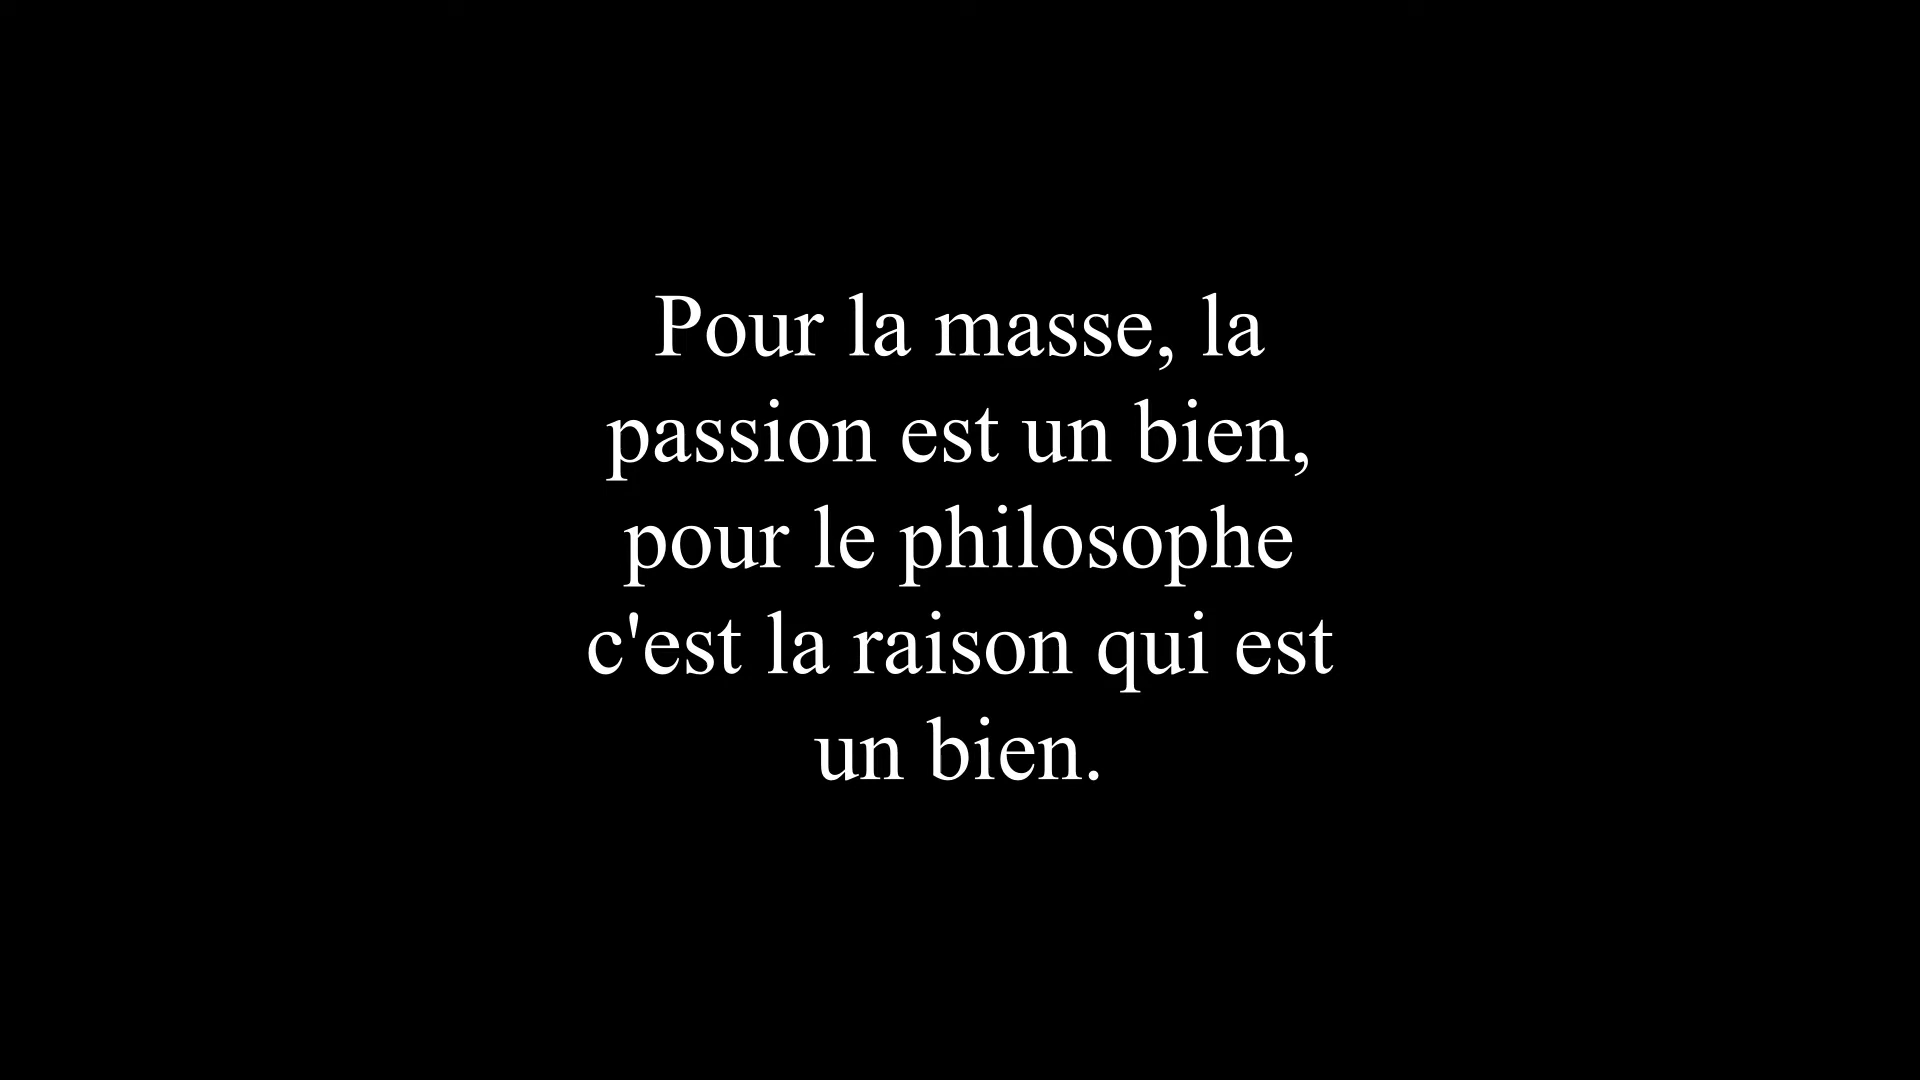 Pour la masse, la
passion est un bien,
pour le philosophe
c'est la raison qui est
un bien.